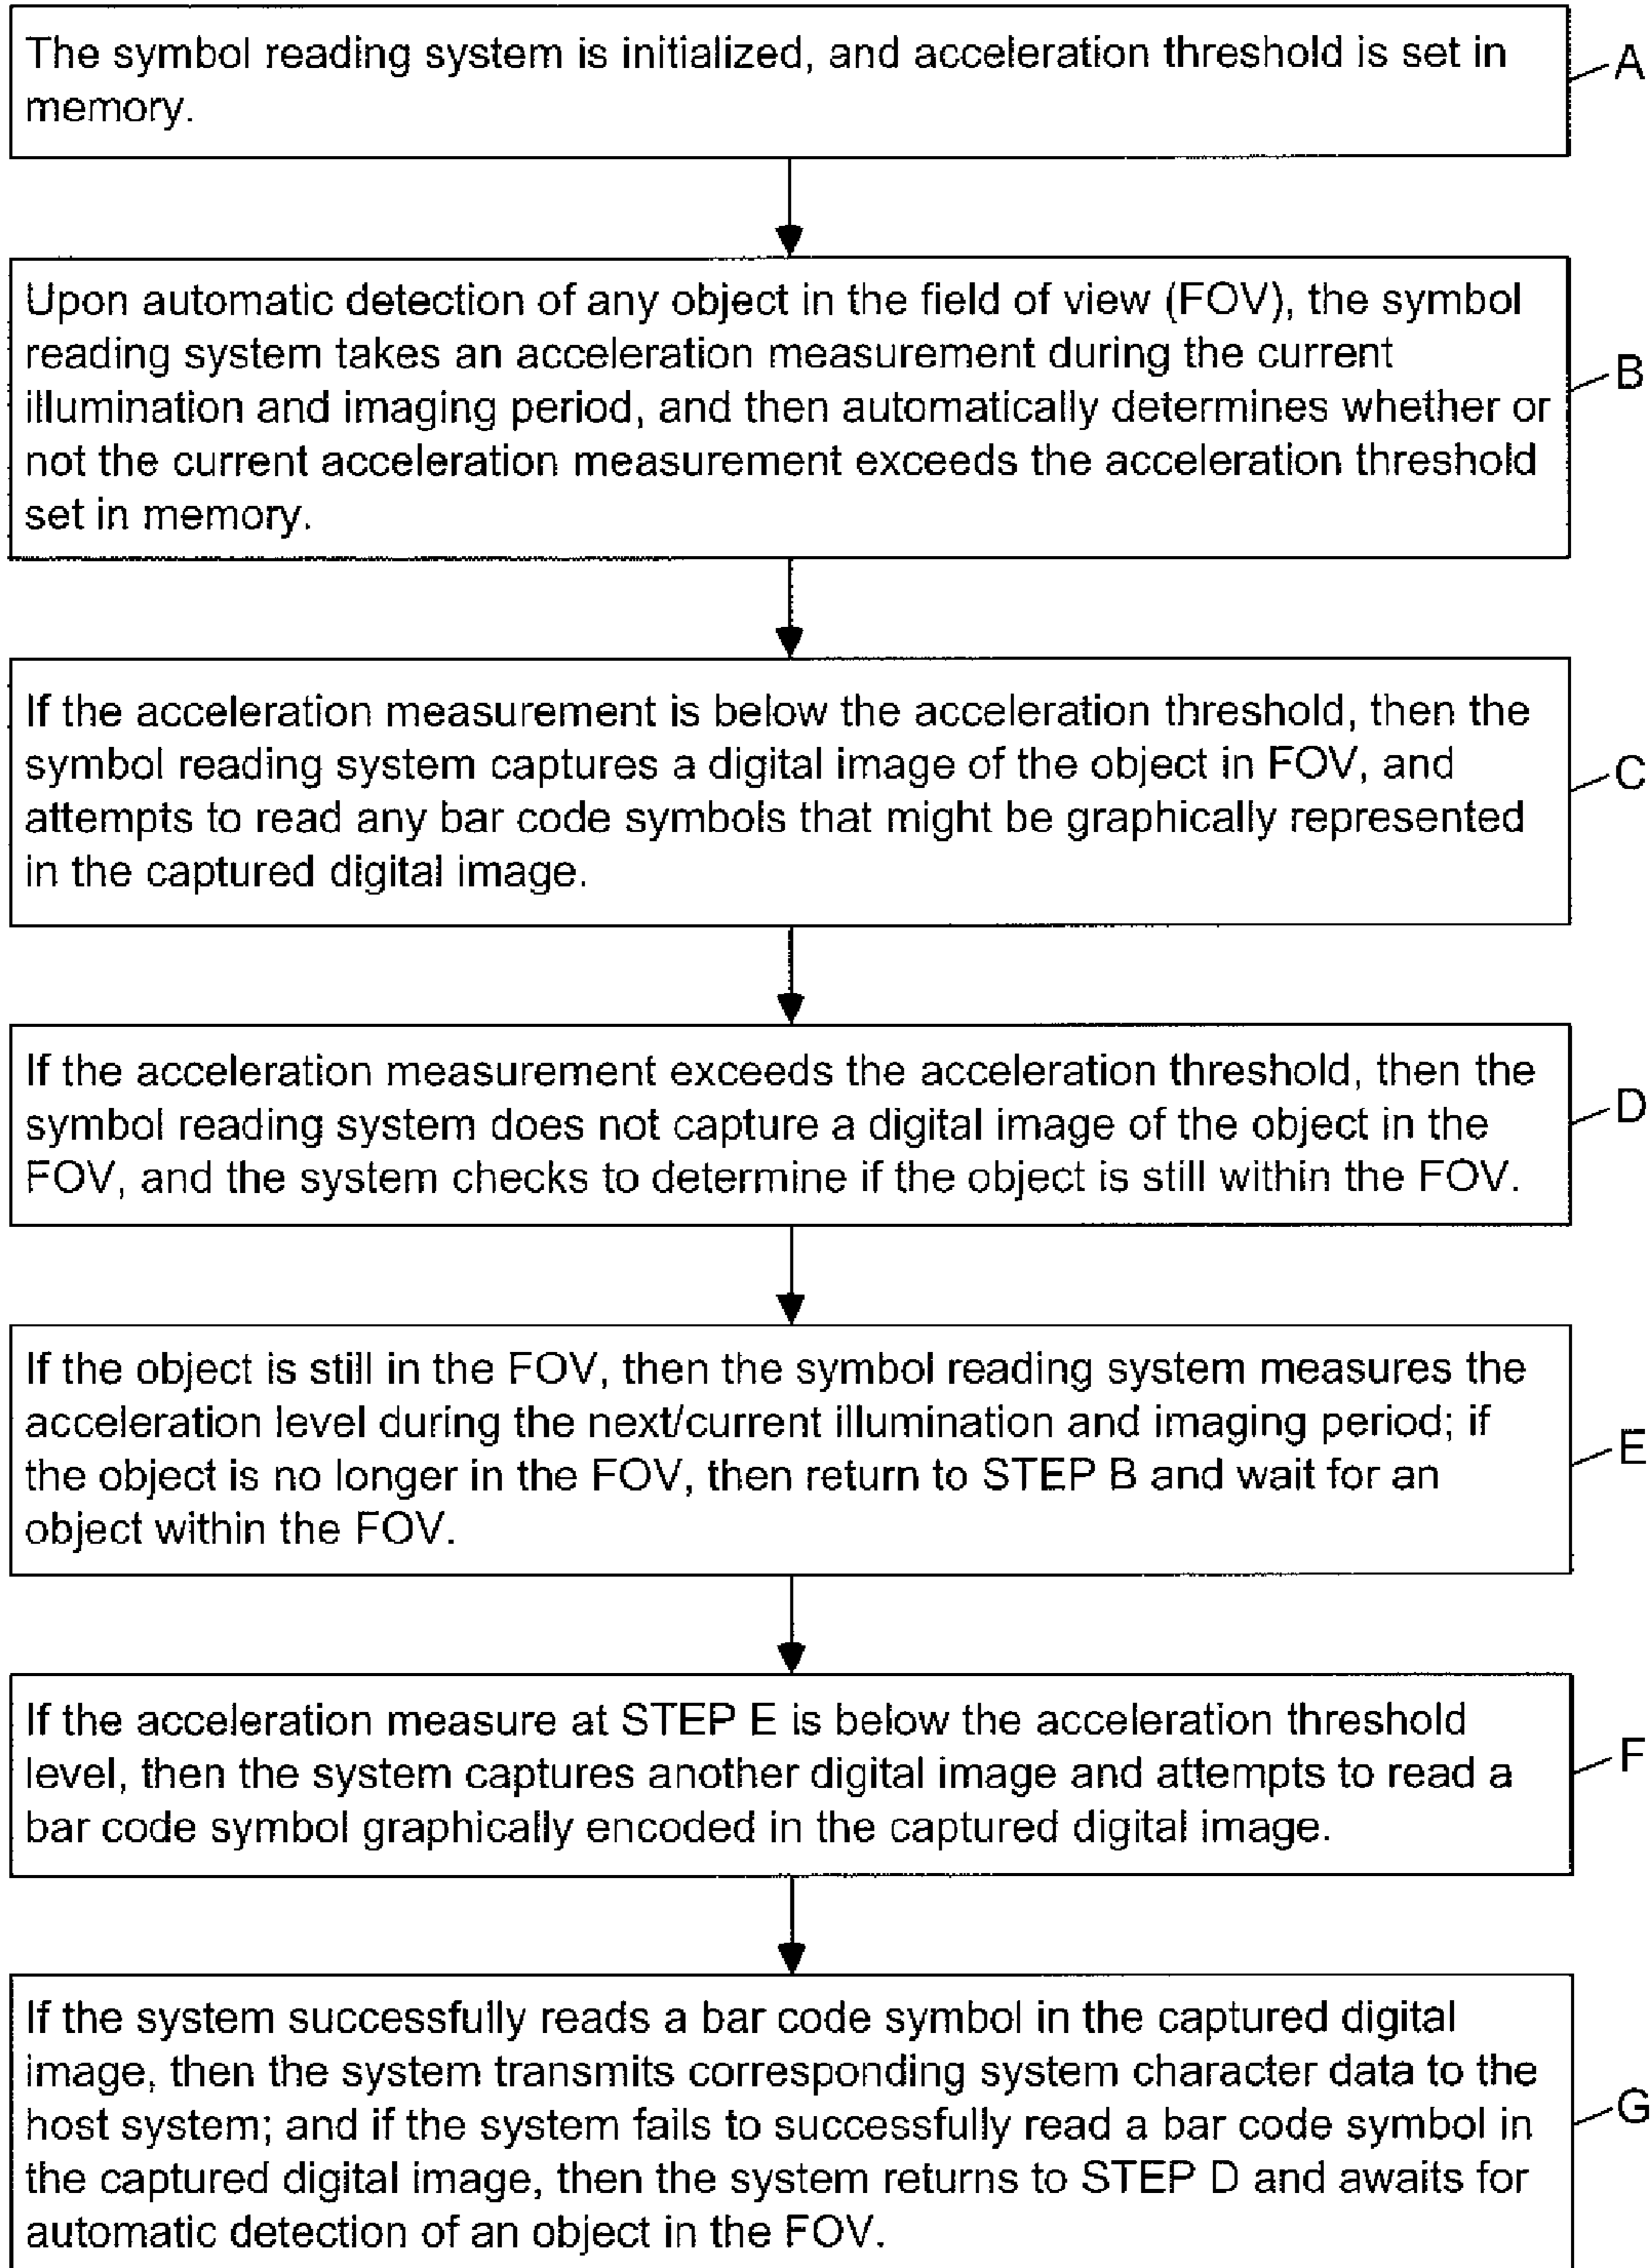 The symbol reading system is initialized, and acceleration threshold is set in
memory.
A
Upon automatic detection of any object in the field of view (FOV), the symbol
reading system takes an acceleration measurement during the current
illumination and imaging period, and then automatically determines whether or
not the current acceleration measurement exceeds the acceleration threshold
set in memory.
B
If the acceleration measurement is below the acceleration threshold, then the
symbol reading system captures a digital image of the object in FOV, and
attempts to read any bar code symbols that might be graphically represented
in the captured digital image.
C
If the acceleration measurement exceeds the acceleration threshold, then the
symbol reading system does not capture a digital image of the object in the
FOV, and the system checks to determine if the object is still within the FOV.
D
If the object is still in the FOV, then the symbol reading system measures the
acceleration level during the next/current illumination and imaging period; if
the object is no longer in the FOV, then return to STEP B and wait for an
object within the FOV.
E
If the acceleration measure at STEP E is below the acceleration threshold
level, then the system captures another digital image and attempts to read a
bar code symbol graphically encoded in the captured digital image.
F
If the system successfully reads a bar code symbol in the captured digital
image, then the system transmits corresponding system character data to the
host system; and if the system fails to successfully read a bar code symbol in
the captured digital image, then the system returns to STEP D and awaits for
automatic detection of an object in the FOV.
G